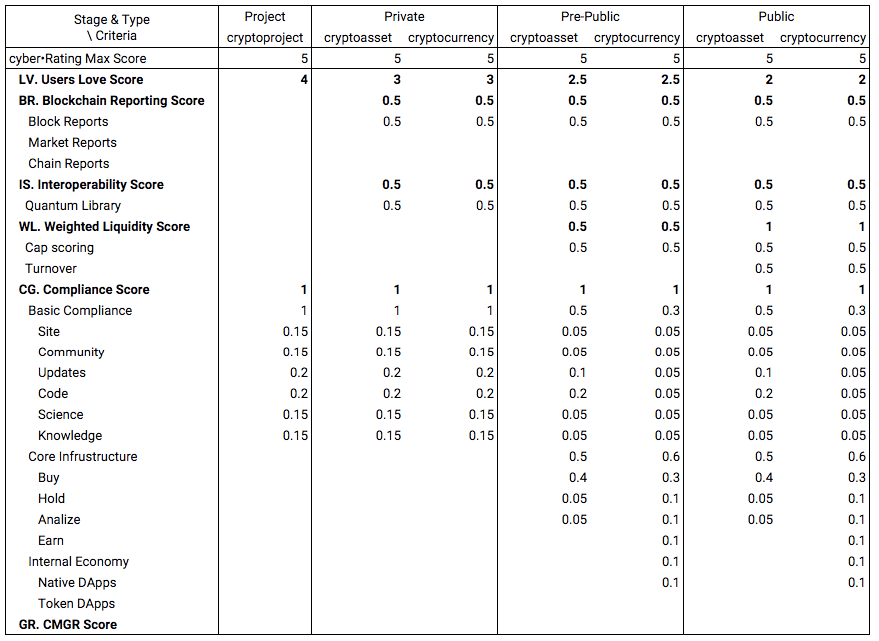 Stage & Type Project Private Pre-Public Public
\ Criteria cryptoproject cryptoasset cryptocurrency cryptoasset cryptocurrency cryptoasset cryptocurrency
cyber•Rating Max Score 5 5 5 5 5 5 5
LV. Users Love Score 4 3 3 2.5 2.5 2 2
BR. Blockchain Reporting Score 0.5 0.5 0.5 0.5 0.5 0.5
Block Reports 0.5 0.5 0.5 0.5 0.5 0.5
Market Reports
Chain Reports
IS. Interoperability Score 0.5 0.5 0.5 0.5 0.5 0.5
Quantum Library 0.5 0.5 0.5 0.5 0.5 0.5
WL. Weighted Liquidity Score 0.5 0.5 1 1
Cap scoring 0.5 0.5 0.5 0.5
Turnover 0.5 0.5
CG. Compliance Score 1 1 1 1 1 1 1
Basic Compliance 1 1 1 0.5 0.3 0.5 0.3
Site 0.15 0.15 0.15 0.05 0.05 0.05 0.05
Community 0.15 0.15 0.15 0.05 0.05 0.05 0.05
Updates 0.2 0.2 0.2 0.1 0.05 0.1 0.05
Code 0.2 0.2 0.2 0.2 0.05 0.2 0.05
Science 0.15 0.15 0.15 0.05 0.05 0.05 0.05
Knowledge 0.15 0.15 0.15 0.05 0.05 0.05 0.05
Core Infrustructure 0.5 0.6 0.5 0.6
Buy 0.4 0.3 0.4 0.3
Hold 0.05 0.1 0.05 0.1
Analize 0.05 0.1 0.05 0.1
Earn 0.1 0.1
Internal Economy 0.1 0.1
Native DApps 0.1 0.1
Token DApps
GR. CMGR Score